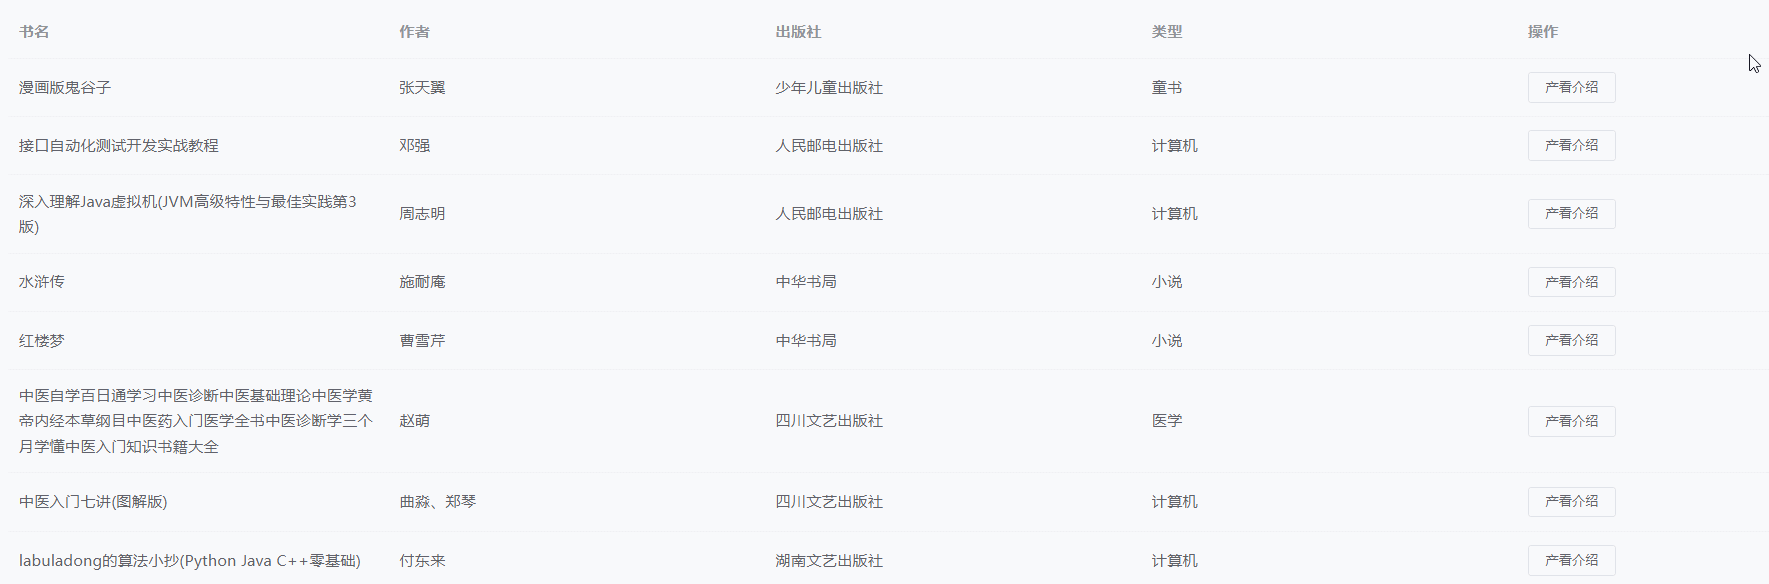 书名 作者 出版社 类型 操作
漫画版鬼谷子 张天翼 少年儿童出版社 童书 产看介绍
接口自动化测试开发实战教程 邓强 人民邮电出版社 计算机 产看介绍
深入理解Java虚拟机(JVM高级特性与最佳实践第3
版) 周志明 人民邮电出版社 计算机 产看介绍
水浒传 施耐庵 中华书局 小说 产看介绍
红楼梦 曹雪芹 中华书局 小说 产看介绍
中医自学百日通学习中医诊断中医基础理论中医学黄
帝内经本草纲目中医药入门医学全书中医诊断学三个
月学懂中医入门知识书籍大全 赵萌 四川文艺出版社 医学 产看介绍
中医入门七讲(图解版) 曲淼、郑琴 四川文艺出版社 计算机 产看介绍
labuladong的算法小抄(Python Java C++零基础) 付东来 湖南文艺出版社 计算机 产看介绍